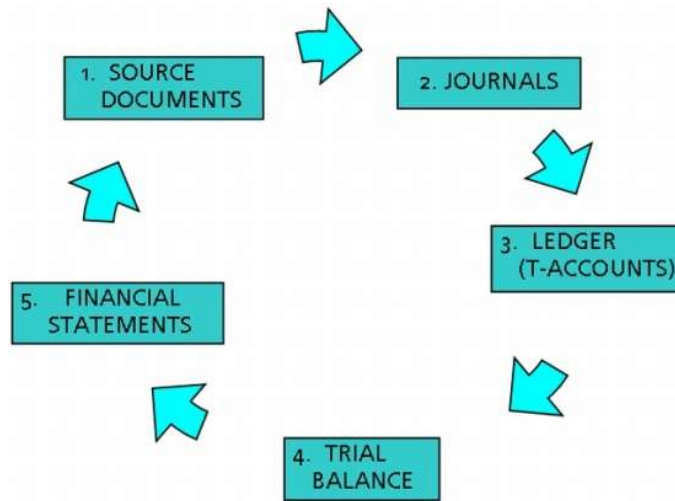 1. SOURCE
DOCUMENTS
2. JOURNALS
3. LEDGER
(T-ACCOUNTS)
4. TRIAL
BALANCE
5. FINANCIAL
STATEMENTS